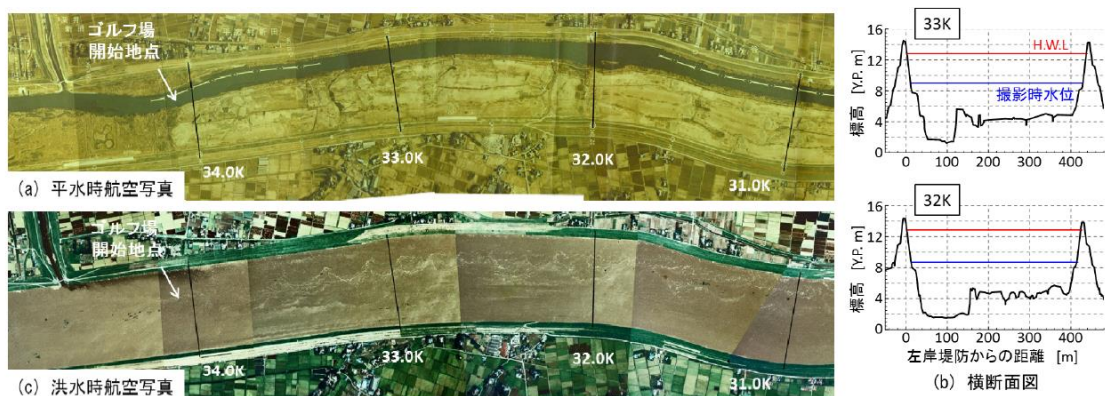 ゴルフ場
開始地点
34.0K
33.0K
32.0K
31.0K
(a) 平水時航空写真
ゴルフ場
開始地点
34.0K
33.0K
32.0K
31.0K
(c) 洪水時航空写真
33K
H.W.L
撮影時水位
標高 [Y.P. m]
16
12
8
4
0
0 100 200 300 400
32K
標高 [Y.P. m]
16
12
8
4
0
0 100 200 300 400
左岸堤防からの距離 [m]
(b) 横断面図